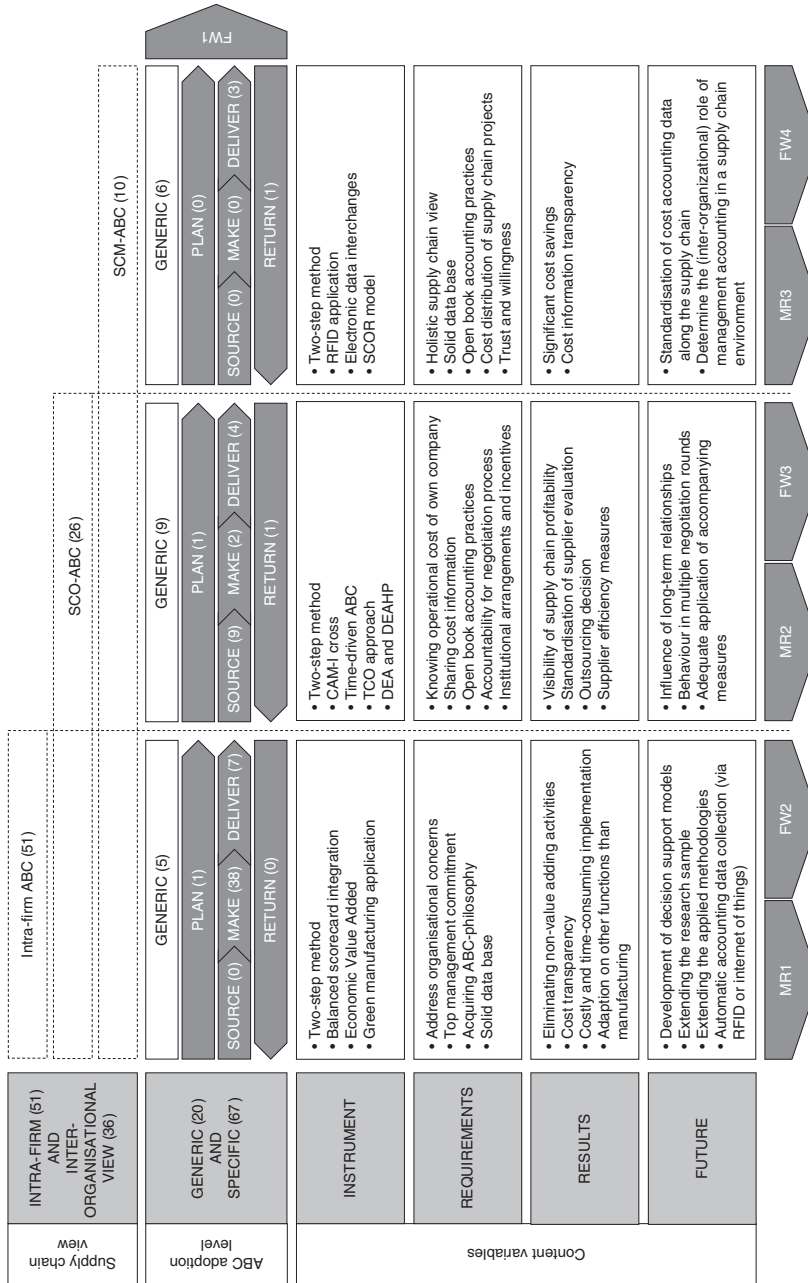 Supply chain
view
INTRA-FIRM (51)
AND
INTER-
ORGANISATIONAL
VIEW (36)
Intra-firm ABC (51)
SCO-ABC (26)
SCM-ABC (10)
ABC adoption
level
GENERIC (20)
AND
SPECIFIC (67)
GENERIC (5)
PLAN (1)
SOURCE (0)
MAKE (38)
DELIVER (7)
RETURN (0)
GENERIC (9)
PLAN (1)
SOURCE (9)
MAKE (2)
DELIVER (4)
RETURN (1)
GENERIC (6)
PLAN (0)
SOURCE (0)
MAKE (0)
DELIVER (3)
RETURN (1)
FW1
Content variables
INSTRUMENT
• Two-step method
• Balanced scorecard integration
• Economic Value Added
• Green manufacturing application
• Two-step method
• CAM-I cross
• Time-driven ABC
• TCO approach
• DEA and DEAHP
• Two-step method
• RFID application
• Electronic data interchanges
• SCOR model
REQUIREMENTS
• Address organisational concerns
• Top management commitment
• Acquiring ABC-philosophy
• Solid data base
• Knowing operational cost of own company
• Sharing cost information
• Open book accounting practices
• Accountability for negotiation process
• Institutional arrangements and incentives
• Holistic supply chain view
• Solid data base
• Open book accounting practices
• Cost distribution of supply chain projects
• Trust and willingness
RESULTS
• Eliminating non-value adding activities
• Cost transparency
• Costly and time-consuming implementation
• Adaption on other functions than
manufacturing
• Visibility of supply chain profitability
• Standardisation of supplier evaluation
• Outsourcing decision
• Supplier efficiency measures
• Significant cost savings
• Cost information transparency
FUTURE
• Development of decision support models
• Extending the research sample
• Extending the applied methodologies
• Automatic accounting data collection (via
RFID or internet of things)
• Influence of long-term relationships
• Behaviour in multiple negotiation rounds
• Adequate application of accompanying
measures
• Standardisation of cost accounting data
along the supply chain
• Determine the (inter-organizational) role of
management accounting in a supply chain
environment
MR1
FW2
MR2
FW3
MR3
FW4